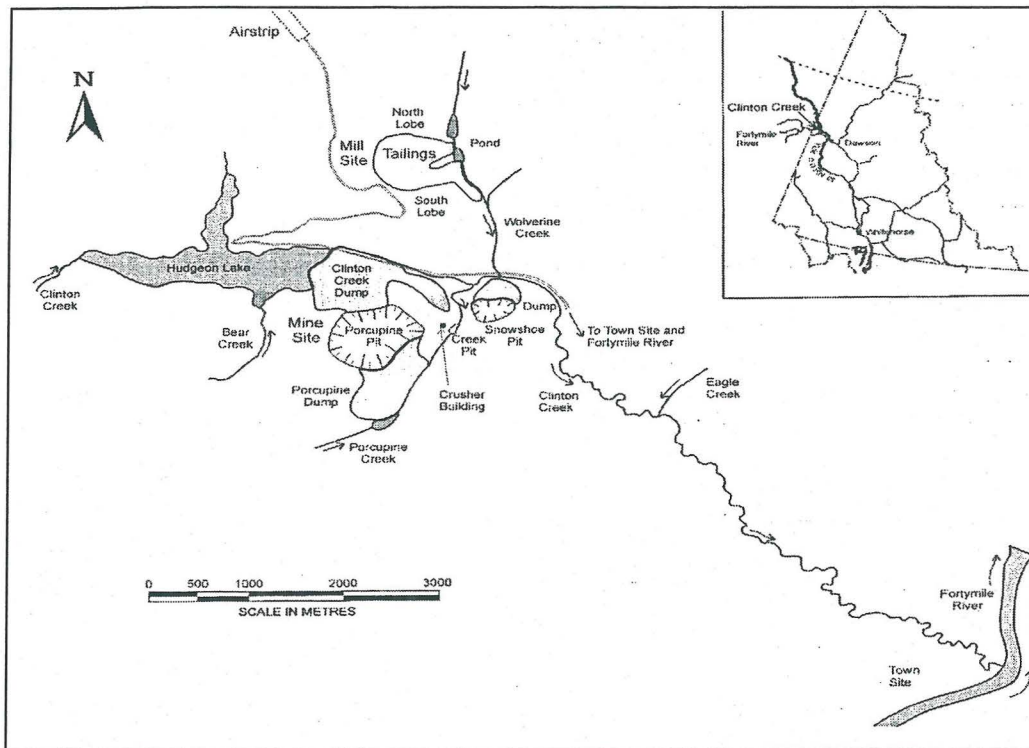 Airstrip
N
North
Lobe
Mill
Site
Tailings
Pond
South
Lobe
Wolverine
Creek
Hudgeon Lake
Clinton
Creek
Clinton
Creek
Dump
Bear
Creek
Mine
Site
Porcupine
Pit
Creek
Pit
Dump
Snowshoe
Pit
To Town Site and
Fortymile River
Porcupine
Dump
Crusher
Building
Clinton
Creek
Eagle
Creek
Porcupine
Creek
0 500 1000 2000 3000
SCALE IN METRES
Fortymile
River
Town
Site
Clinton Creek
Fortymile
River
Dawson
Whitehorse